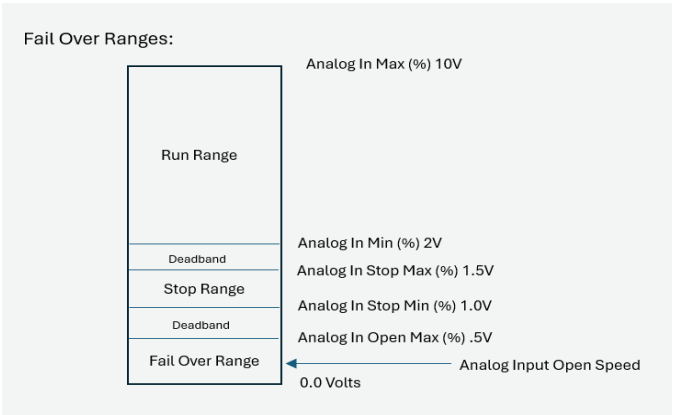 Fail Over Ranges:
Analog In Max (%) 10V
Run Range
Analog In Min (%) 2V
Deadband
Analog In Stop Max (%) 1.5V
Stop Range
Analog In Stop Min (%) 1.0V
Deadband
Analog In Open Max (%) .5V
Fail Over Range
Analog Input Open Speed
0.0 Volts